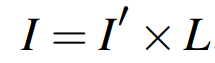 I = I′ × L